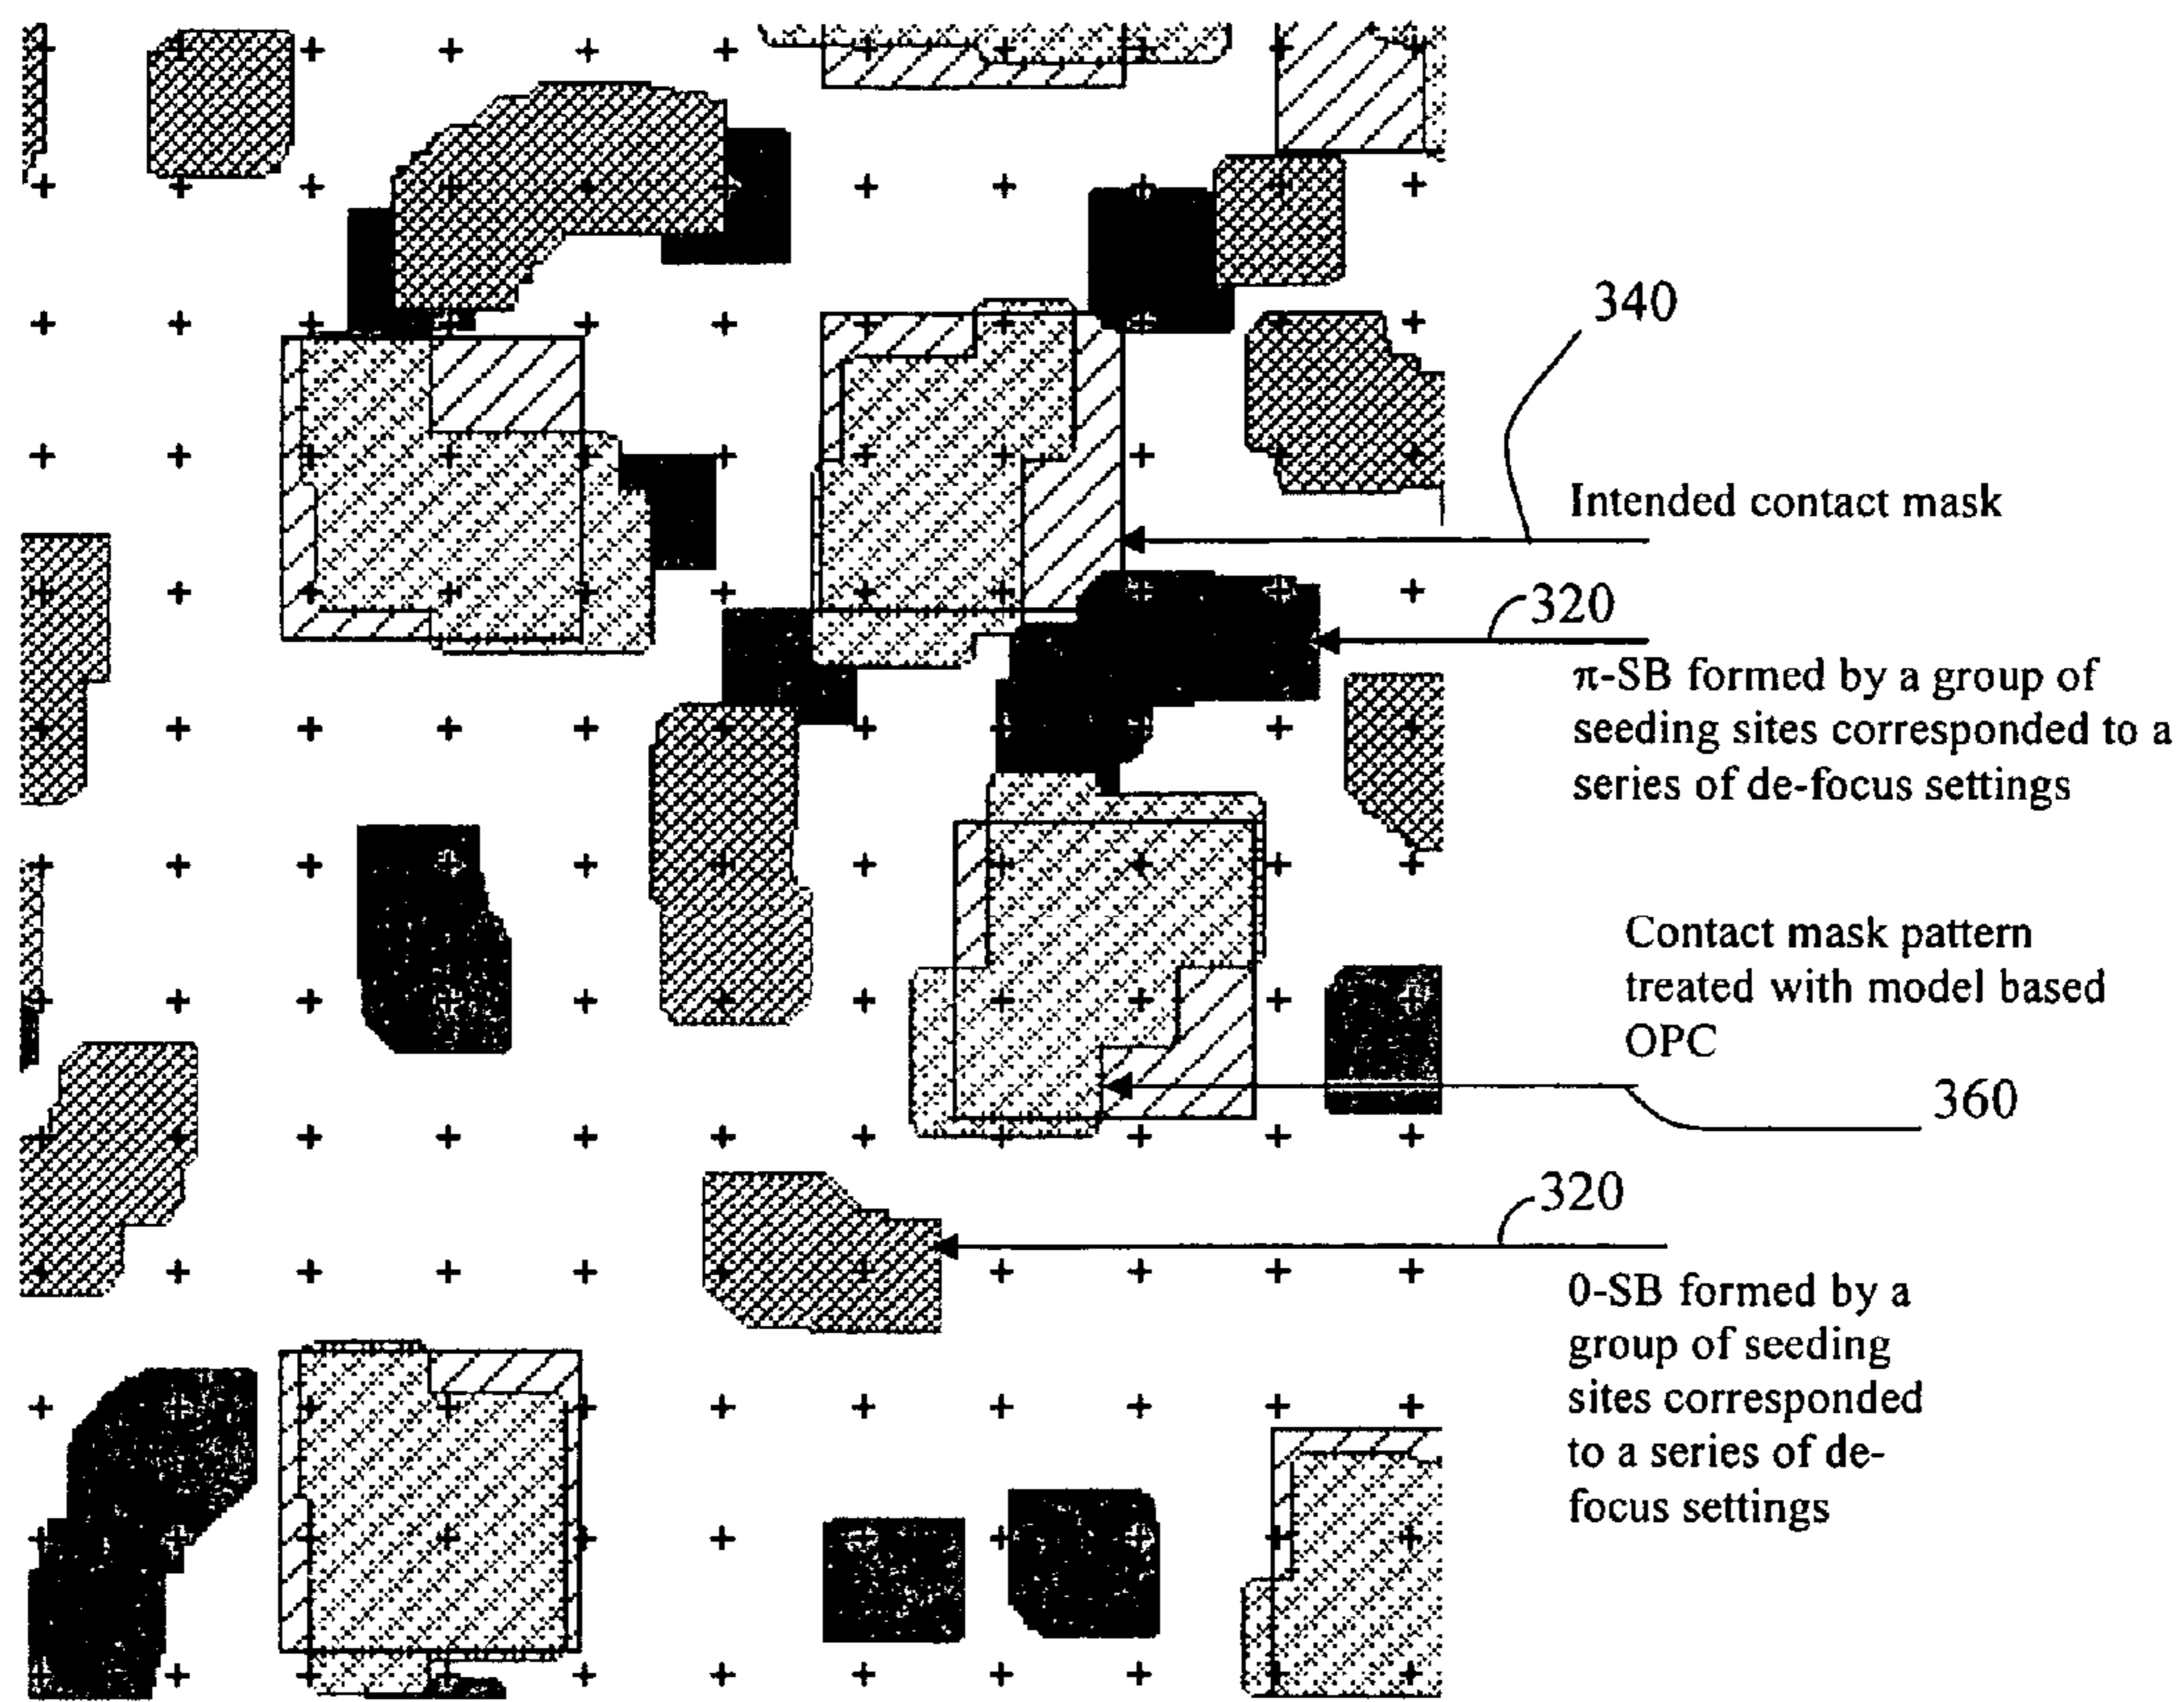 340
Intended contact mask
320
π-SB formed by a group of
seeding sites corresponded to a
series of de-focus settings
Contact mask pattern
treated with model based
OPC
360
320
0-SB formed by a
group of seeding
sites corresponded
to a series of de-
focus settings